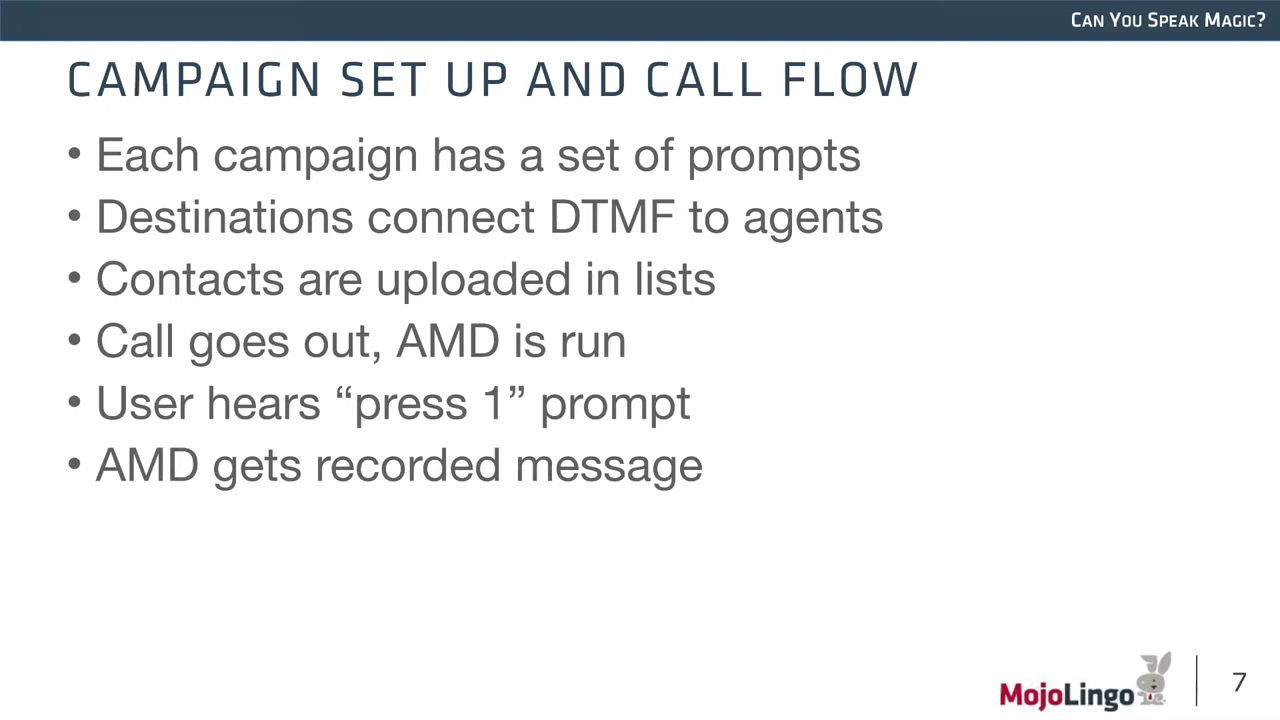 CAN YOU SPEAK MAGIC?
CAMPAIGN SET UP AND CALL FLOW
• Each campaign has a set of prompts
• Destinations connect DTMF to agents
• Contacts are uploaded in lists
• Call goes out, AMD is run
• User hears “press 1” prompt
• AMD gets recorded message
MojoLingo
7